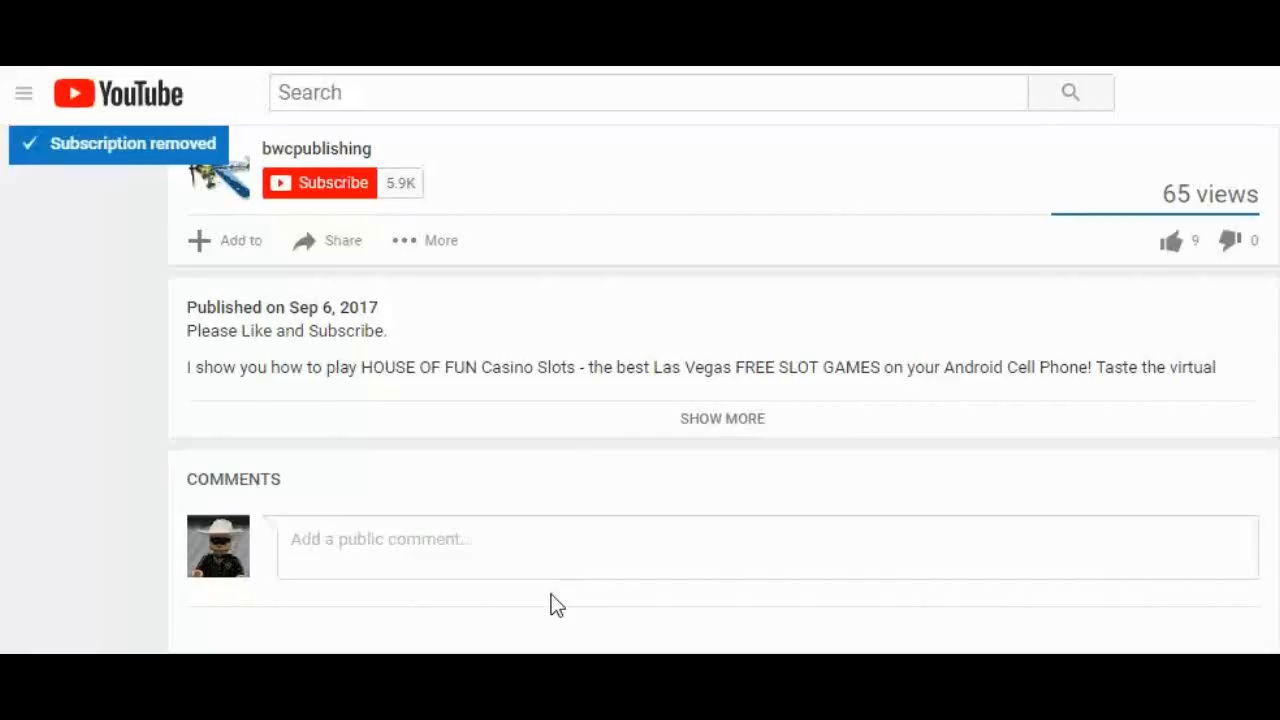 YouTube
Search
Subscription removed
bwcpublishing
Subscribe 5.9K
65 views
Add to Share More 9 0
Published on Sep 6, 2017
Please Like and Subscribe.
I show you how to play HOUSE OF FUN Casino Slots - the best Las Vegas FREE SLOT GAMES on your Android Cell Phone! Taste the virtual
SHOW MORE
COMMENTS
Add a public comment...